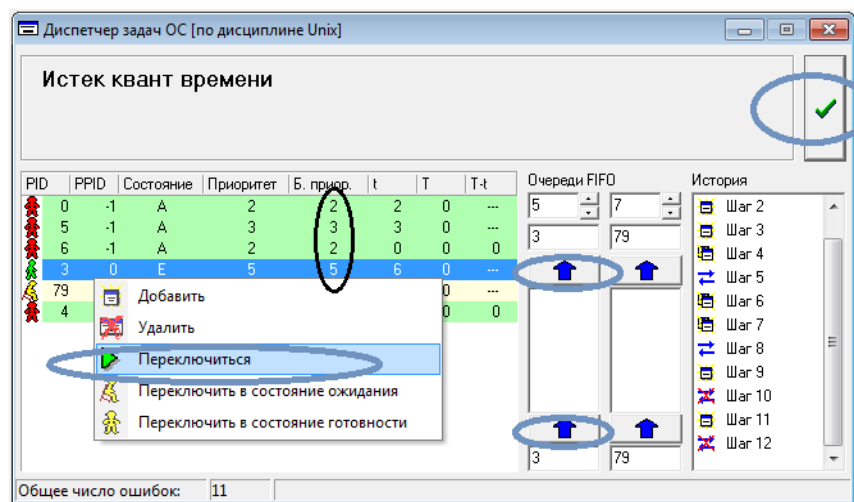 Диспетчер задач ОС [по дисциплине Unix]
Истек квант времени
PID PPID Состояние Приоритет Б. приор. t T T-t
0 -1 A 2 2 2 0 ---
5 -1 A 3 3 3 0 ---
6 -1 A 2 2 0 0 0
3 0 E 5 5 6 0 ---
79 0 ---
4 0 0
Добавить
Удалить
Переключиться
Переключить в состояние ожидания
Переключить в состояние готовности
Очереди FIFO
5 7
3 79
3 79
История
Шаг 2
Шаг 3
Шаг 4
Шаг 5
Шаг 6
Шаг 7
Шаг 8
Шаг 9
Шаг 10
Шаг 11
Шаг 12
Общее число ошибок: 11